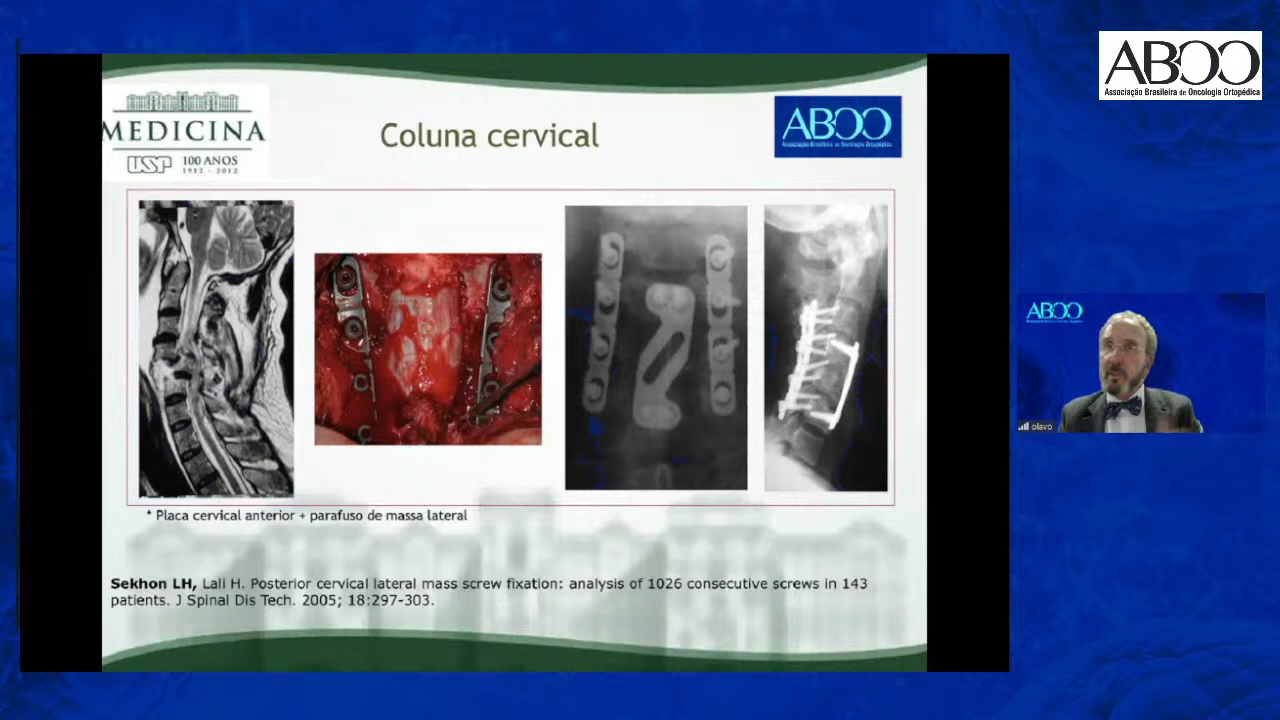 ABOO
Associação Brasileira de Oncologia Ortopédica
MEDICINA
USP 100 ANOS
1912 - 2012
Coluna cervical
ABOO
Associação Brasileira de Oncologia Ortopédica
* Placa cervical anterior + parafuso de massa lateral
Sekhon LH, Lali H. Posterior cervical lateral mass screw fixation: analysis of 1026 consecutive screws in 143
patients. J Spinal Dis Tech. 2005; 18:297-303.
ABOO
olavo